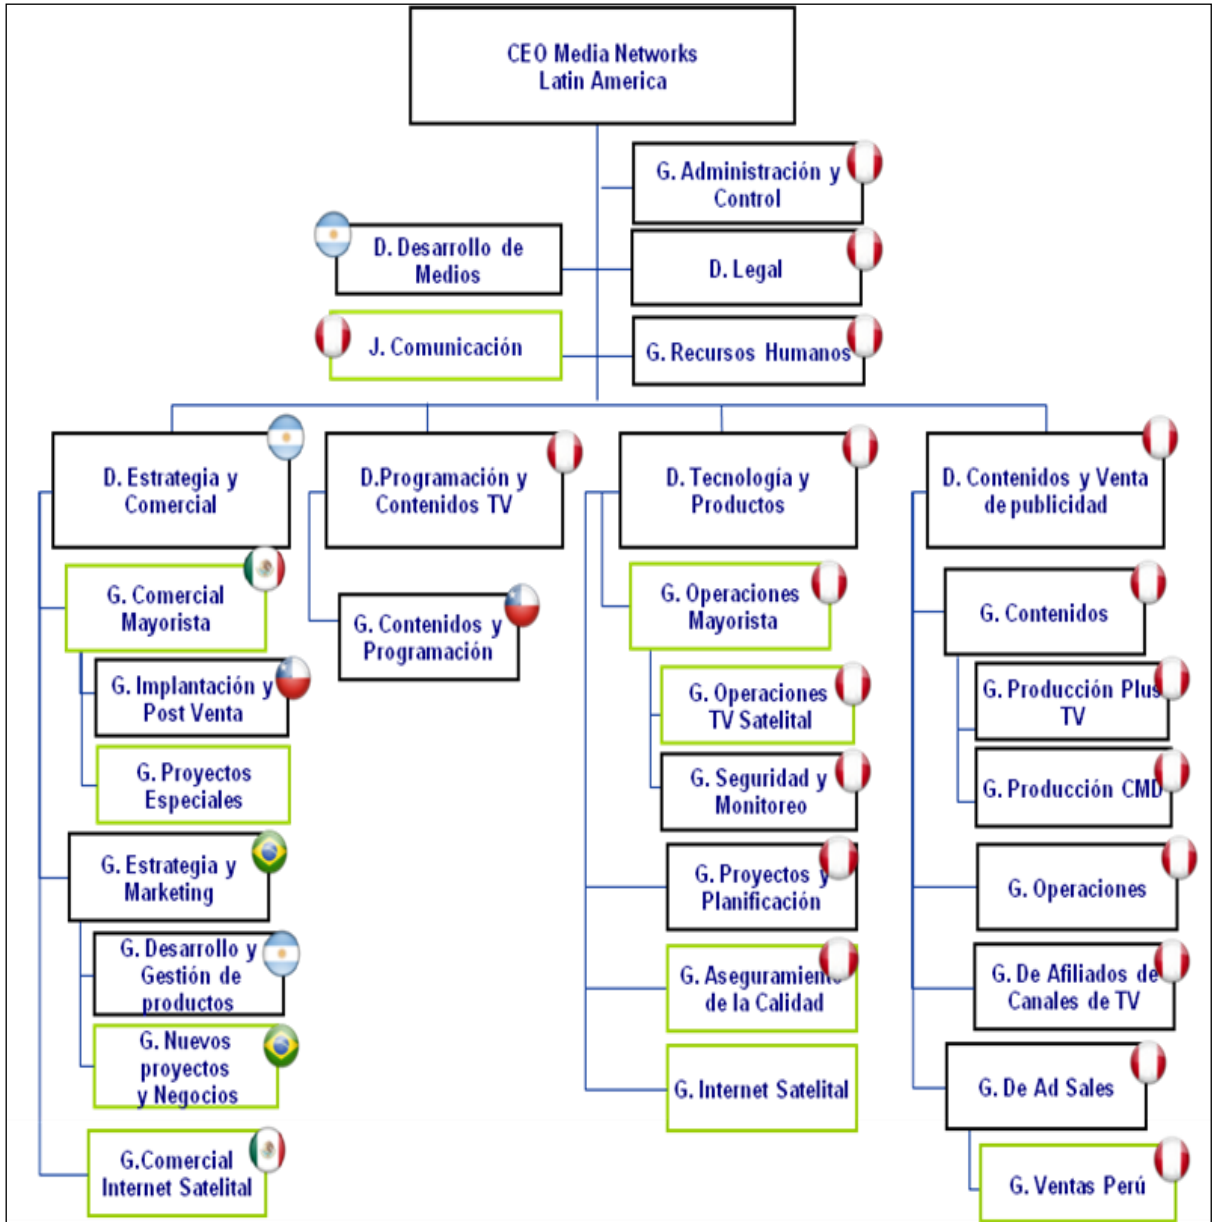 CEO Media Networks
Latin America
G. Administración y
Control
D. Desarrollo de
Medios
D. Legal
J. Comunicación
G. Recursos Humanos
D. Estrategia y
Comercial
D.Programación y
Contenidos TV
D. Tecnología y
Productos
D. Contenidos y Venta
de publicidad
G. Comercial
Mayorista
G. Implantación y
Post Venta
G. Proyectos
Especiales
G. Estrategia y
Marketing
G. Desarrollo y
Gestión de
productos
G. Nuevos
proyectos
y Negocios
G.Comercial
Internet Satelital
G. Contenidos y
Programación
G. Operaciones
Mayorista
G. Operaciones
TV Satelital
G. Seguridad y
Monitoreo
G. Proyectos y
Planificación
G. Aseguramiento
de la Calidad
G. Internet Satelital
G. Contenidos
G. Producción Plus
TV
G. Producción CMD
G. Operaciones
G. De Afiliados de
Canales de TV
G. De Ad Sales
G. Ventas Perú